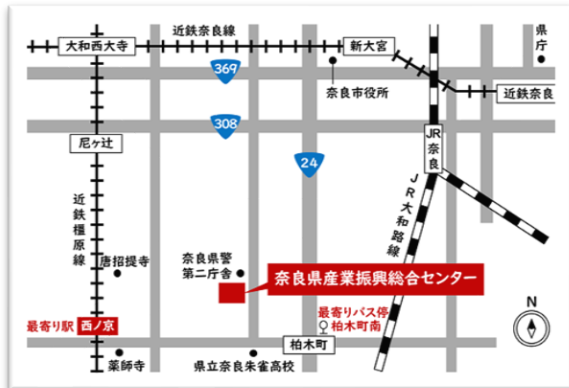 近鉄奈良線
県庁
大和西大寺
新大宮
369
奈良市役所
近鉄奈良
308
尼ヶ辻
JR奈良
24
近鉄橿原線
JR大和路線
唐招提寺
奈良県警
第二庁舎
奈良県産業振興総合センター
最寄り駅
西ノ京
最寄りバス停
柏木町南
柏木町
N
薬師寺
県立奈良朱雀高校